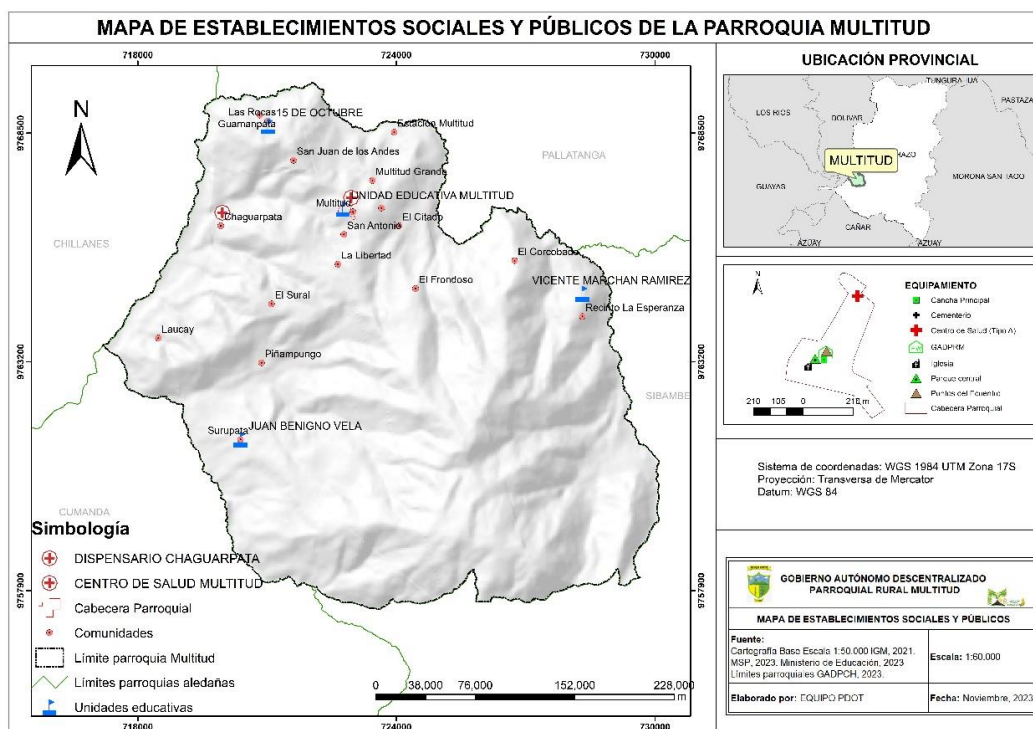 MAPA DE ESTABLECIMIENTOS SOCIALES Y PÚBLICOS DE LA PARROQUIA MULTITUD
718000
724000
730000
9768500
9763200
9757900
9768500
9763200
9757900
718000
724000
730000
N
Las Rocas
15 DE OCTUBRE
Guamanpata
Estación Multitud
San Juan de los Andes
Multitud Grande
UNIDAD EDUCATIVA MULTITUD
Multitud
Chaguarpata
El Citado
San Antonio
La Libertad
El Corcobado
El Frondoso
VICENTE MARCHAN RAMIREZ
El Sural
Recinto La Esperanza
Laucay
Piñampungo
Surupata
JUAN BENIGNO VELA
PALLATANGA
CHILLANES
SIBAMBE
CUMANDA
Simbología
DISPENSARIO CHAGUARPATA
CENTRO DE SALUD MULTITUD
Cabecera Parroquial
Comunidades
Límite parroquia Multitud
Límites parroquias aledañas
Unidades educativas
0 38,000 76,000 152,000 228,000
m
UBICACIÓN PROVINCIAL
LOS RIOS
BOLIVAR
PASTAZA
MULTITUD
GUAYAS
CAÑAR
AZUAY
AZUAY
N
EQUIPAMIENTO
Cancha Principal
Cementerio
Centro de Salud (Tipo A)
GADPRM
Iglesia
Parque central
Cabecera Parroquial
210 105 0
Sistema de coordenadas: WGS 1984 UTM Zona 17S
Proyección: Transversa de Mercator
Datum: WGS 84
GOBIERNO AUTÓNOMO DESCENTRALIZADO
PARROQUIAL RURAL MULTITUD
MAPA DE ESTABLECIMIENTOS SOCIALES Y PÚBLICOS
Fuente:
Cartografía Base Escala 1:50.000 IGM, 2021.
MSP, 2023. Ministerio de Educación, 2023
Límites parroquiales GADPCH, 2023.
Escala: 1:60.000
Elaborado por: EQUIPO PDOT
Fecha: Noviembre, 2023